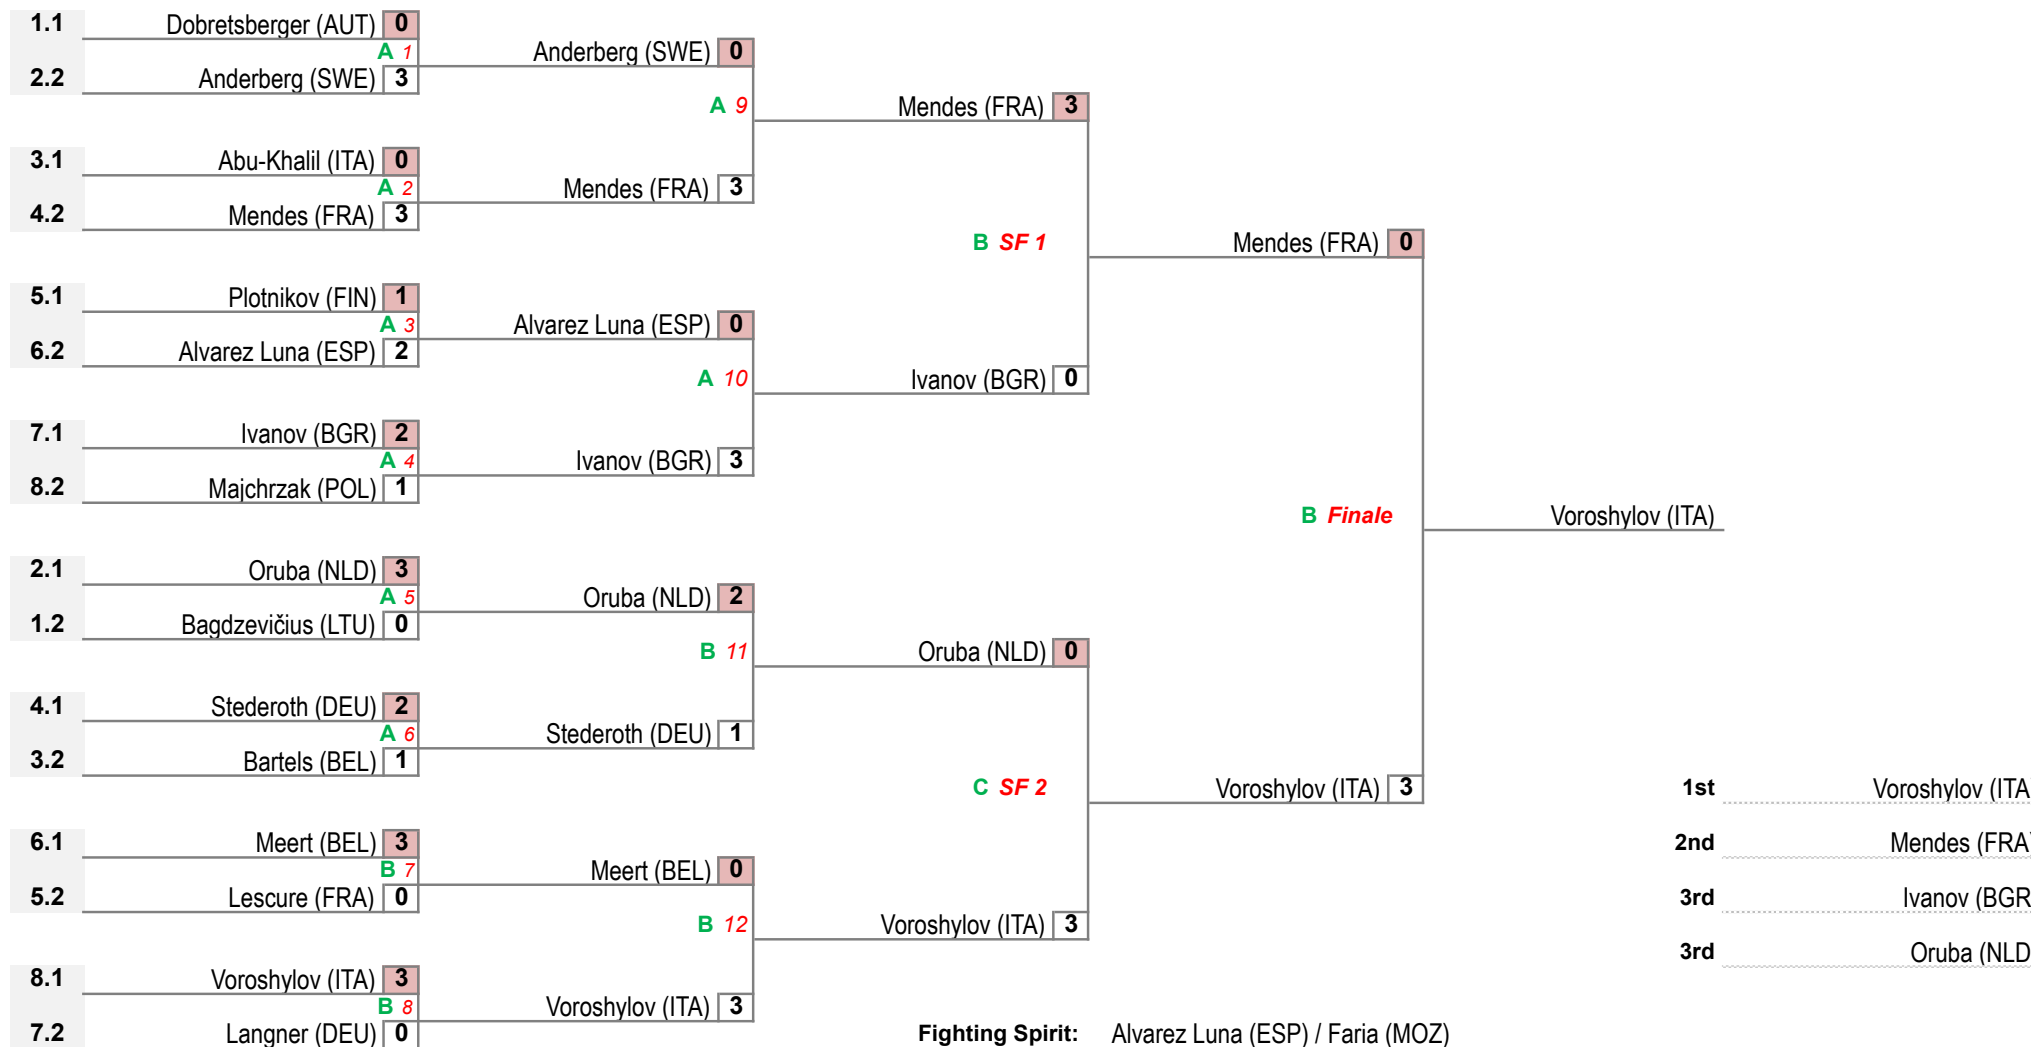 1.1 Dobretsberger (AUT) 0
A 1
2.2 Anderberg (SWE) 3
Anderberg (SWE) 0
A 9
Mendes (FRA) 3
3.1 Abu-Khalil (ITA) 0
A 2
4.2 Mendes (FRA) 3
Mendes (FRA) 3
B SF 1
Mendes (FRA) 0
5.1 Plotnikov (FIN) 1
A 3
6.2 Alvarez Luna (ESP) 2
Alvarez Luna (ESP) 0
A 10
Ivanov (BGR) 0
7.1 Ivanov (BGR) 2
A 4
8.2 Majchrzak (POL) 1
Ivanov (BGR) 3
B Finale
Voroshylov (ITA)
2.1 Oruba (NLD) 3
A 5
1.2 Bagdzevičius (LTU) 0
Oruba (NLD) 2
B 11
Oruba (NLD) 0
4.1 Stederoth (DEU) 2
A 6
3.2 Bartels (BEL) 1
Stederoth (DEU) 1
C SF 2
Voroshylov (ITA) 3
6.1 Meert (BEL) 3
B 7
5.2 Lescure (FRA) 0
Meert (BEL) 0
B 12
Voroshylov (ITA) 3
8.1 Voroshylov (ITA) 3
B 8
7.2 Langner (DEU) 0
Voroshylov (ITA) 3
1st Voroshylov (ITA
2nd Mendes (FRA)
3rd Ivanov (BGR
3rd Oruba (NLD
Fighting Spirit: Alvarez Luna (ESP) / Faria (MOZ)